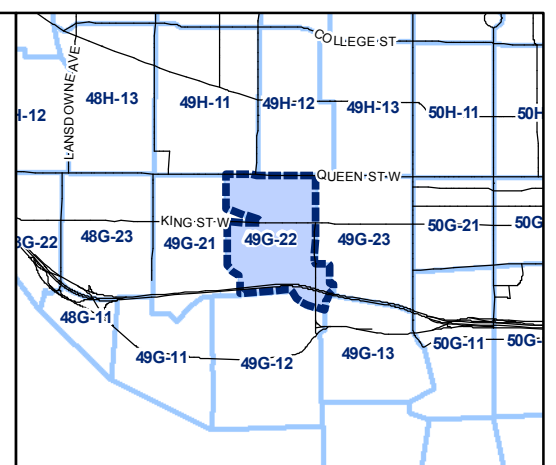 COLLEGE ST
LANSDOWNE AVE
48H-13
49H-11
49H-12
49H-13
50H-11
50H
H-12
QUEEN ST W
KING ST W
3G-22
48G-23
49G-21
49G-22
49G-23
50G-21
50G
48G-11
49G-11
49G-12
49G-13
50G-11
50G-